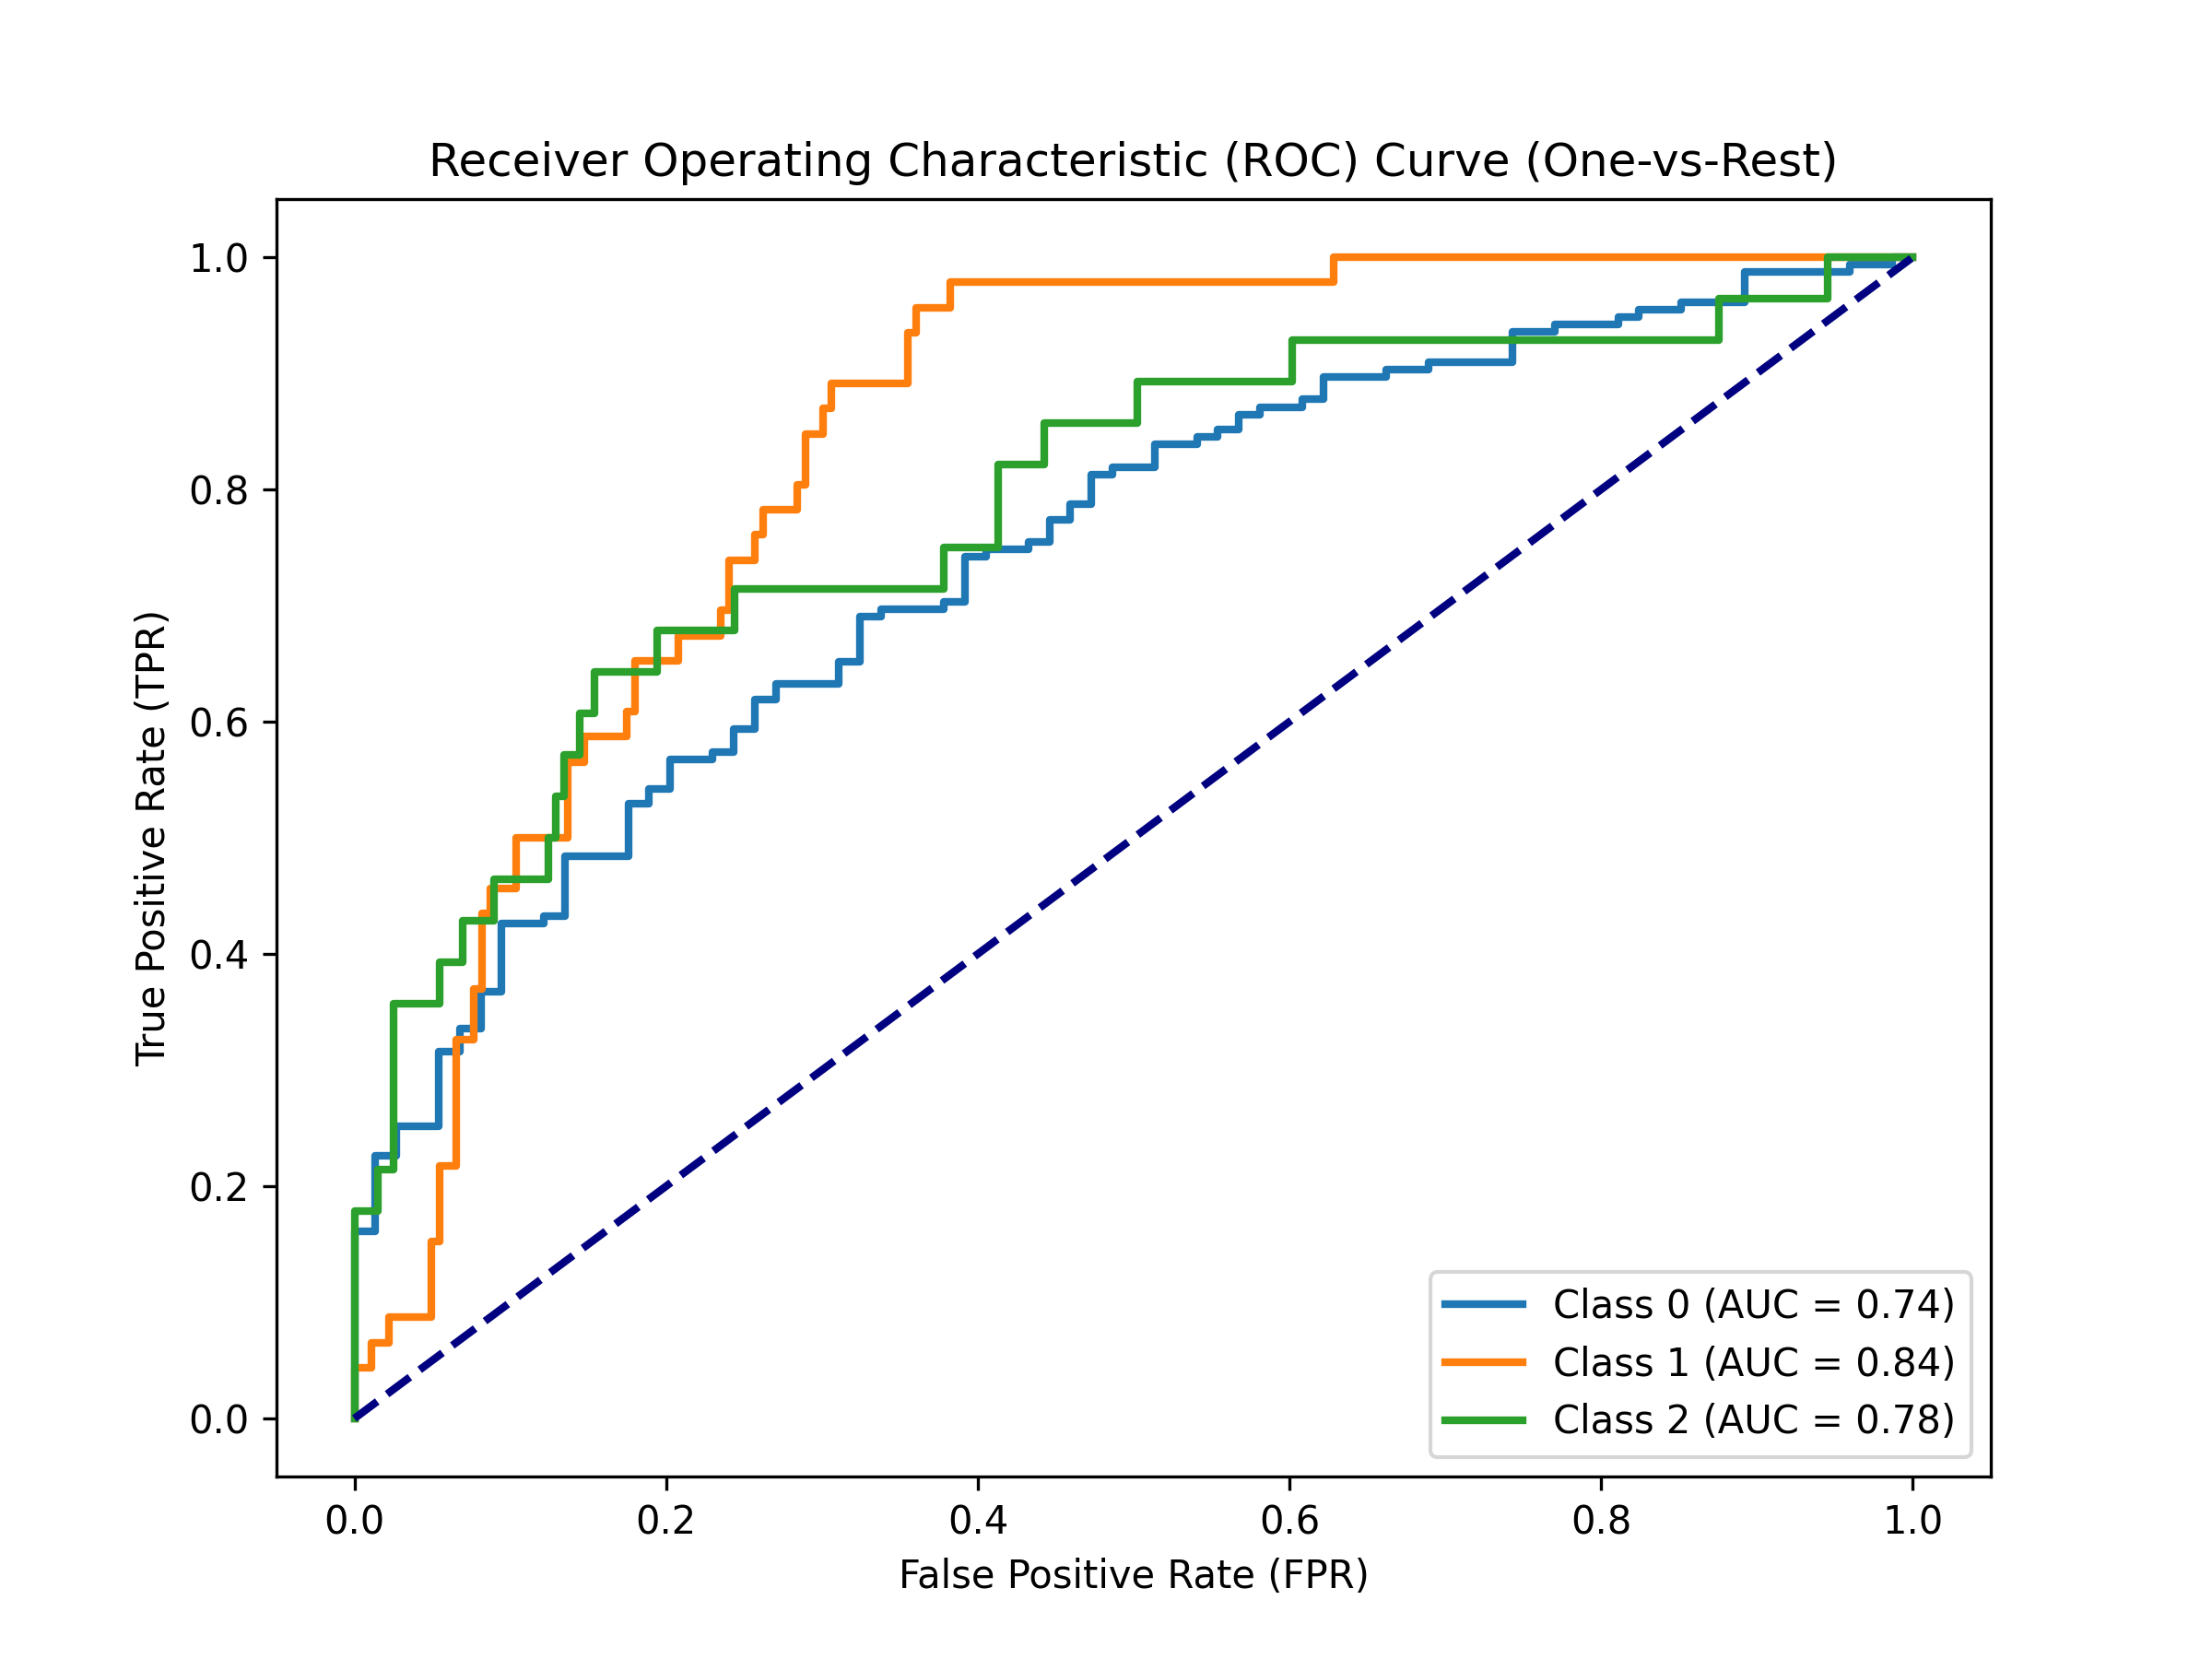 Receiver Operating Characteristic (ROC) Curve (One-vs-Rest)
1.0
0.8
0.6
0.4
0.2
0.0
True Positive Rate (TPR)
Class 0 (AUC = 0.74)
Class 1 (AUC = 0.84)
Class 2 (AUC = 0.78)
0.0 0.2 0.4 0.6 0.8 1.0
False Positive Rate (FPR)